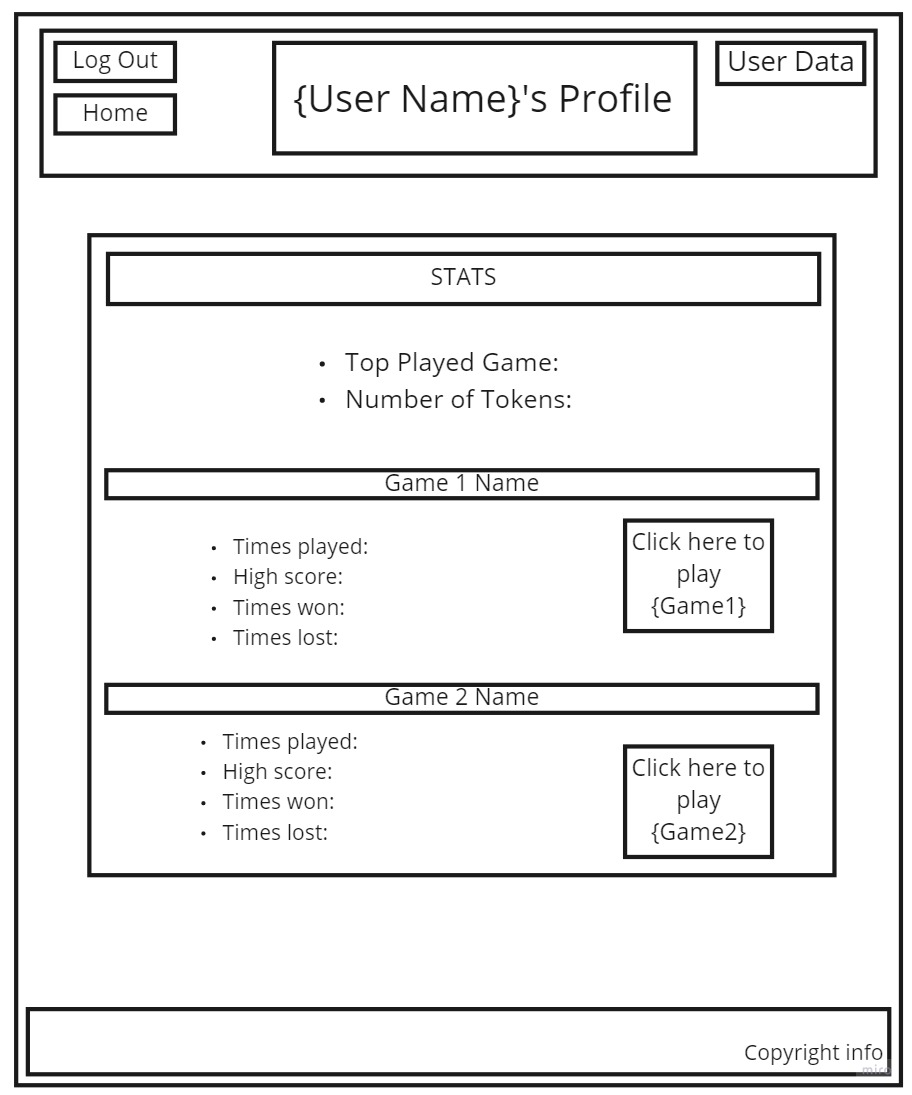 Log Out
Home
{User Name}'s Profile
User Data
STATS
• Top Played Game:
• Number of Tokens:
Game 1 Name
• Times played:
• High score:
• Times won:
• Times lost:
Click here to
play
{Game1}
Game 2 Name
• Times played:
• High score:
• Times won:
• Times lost:
Click here to
play
{Game2}
Copyright info
miro